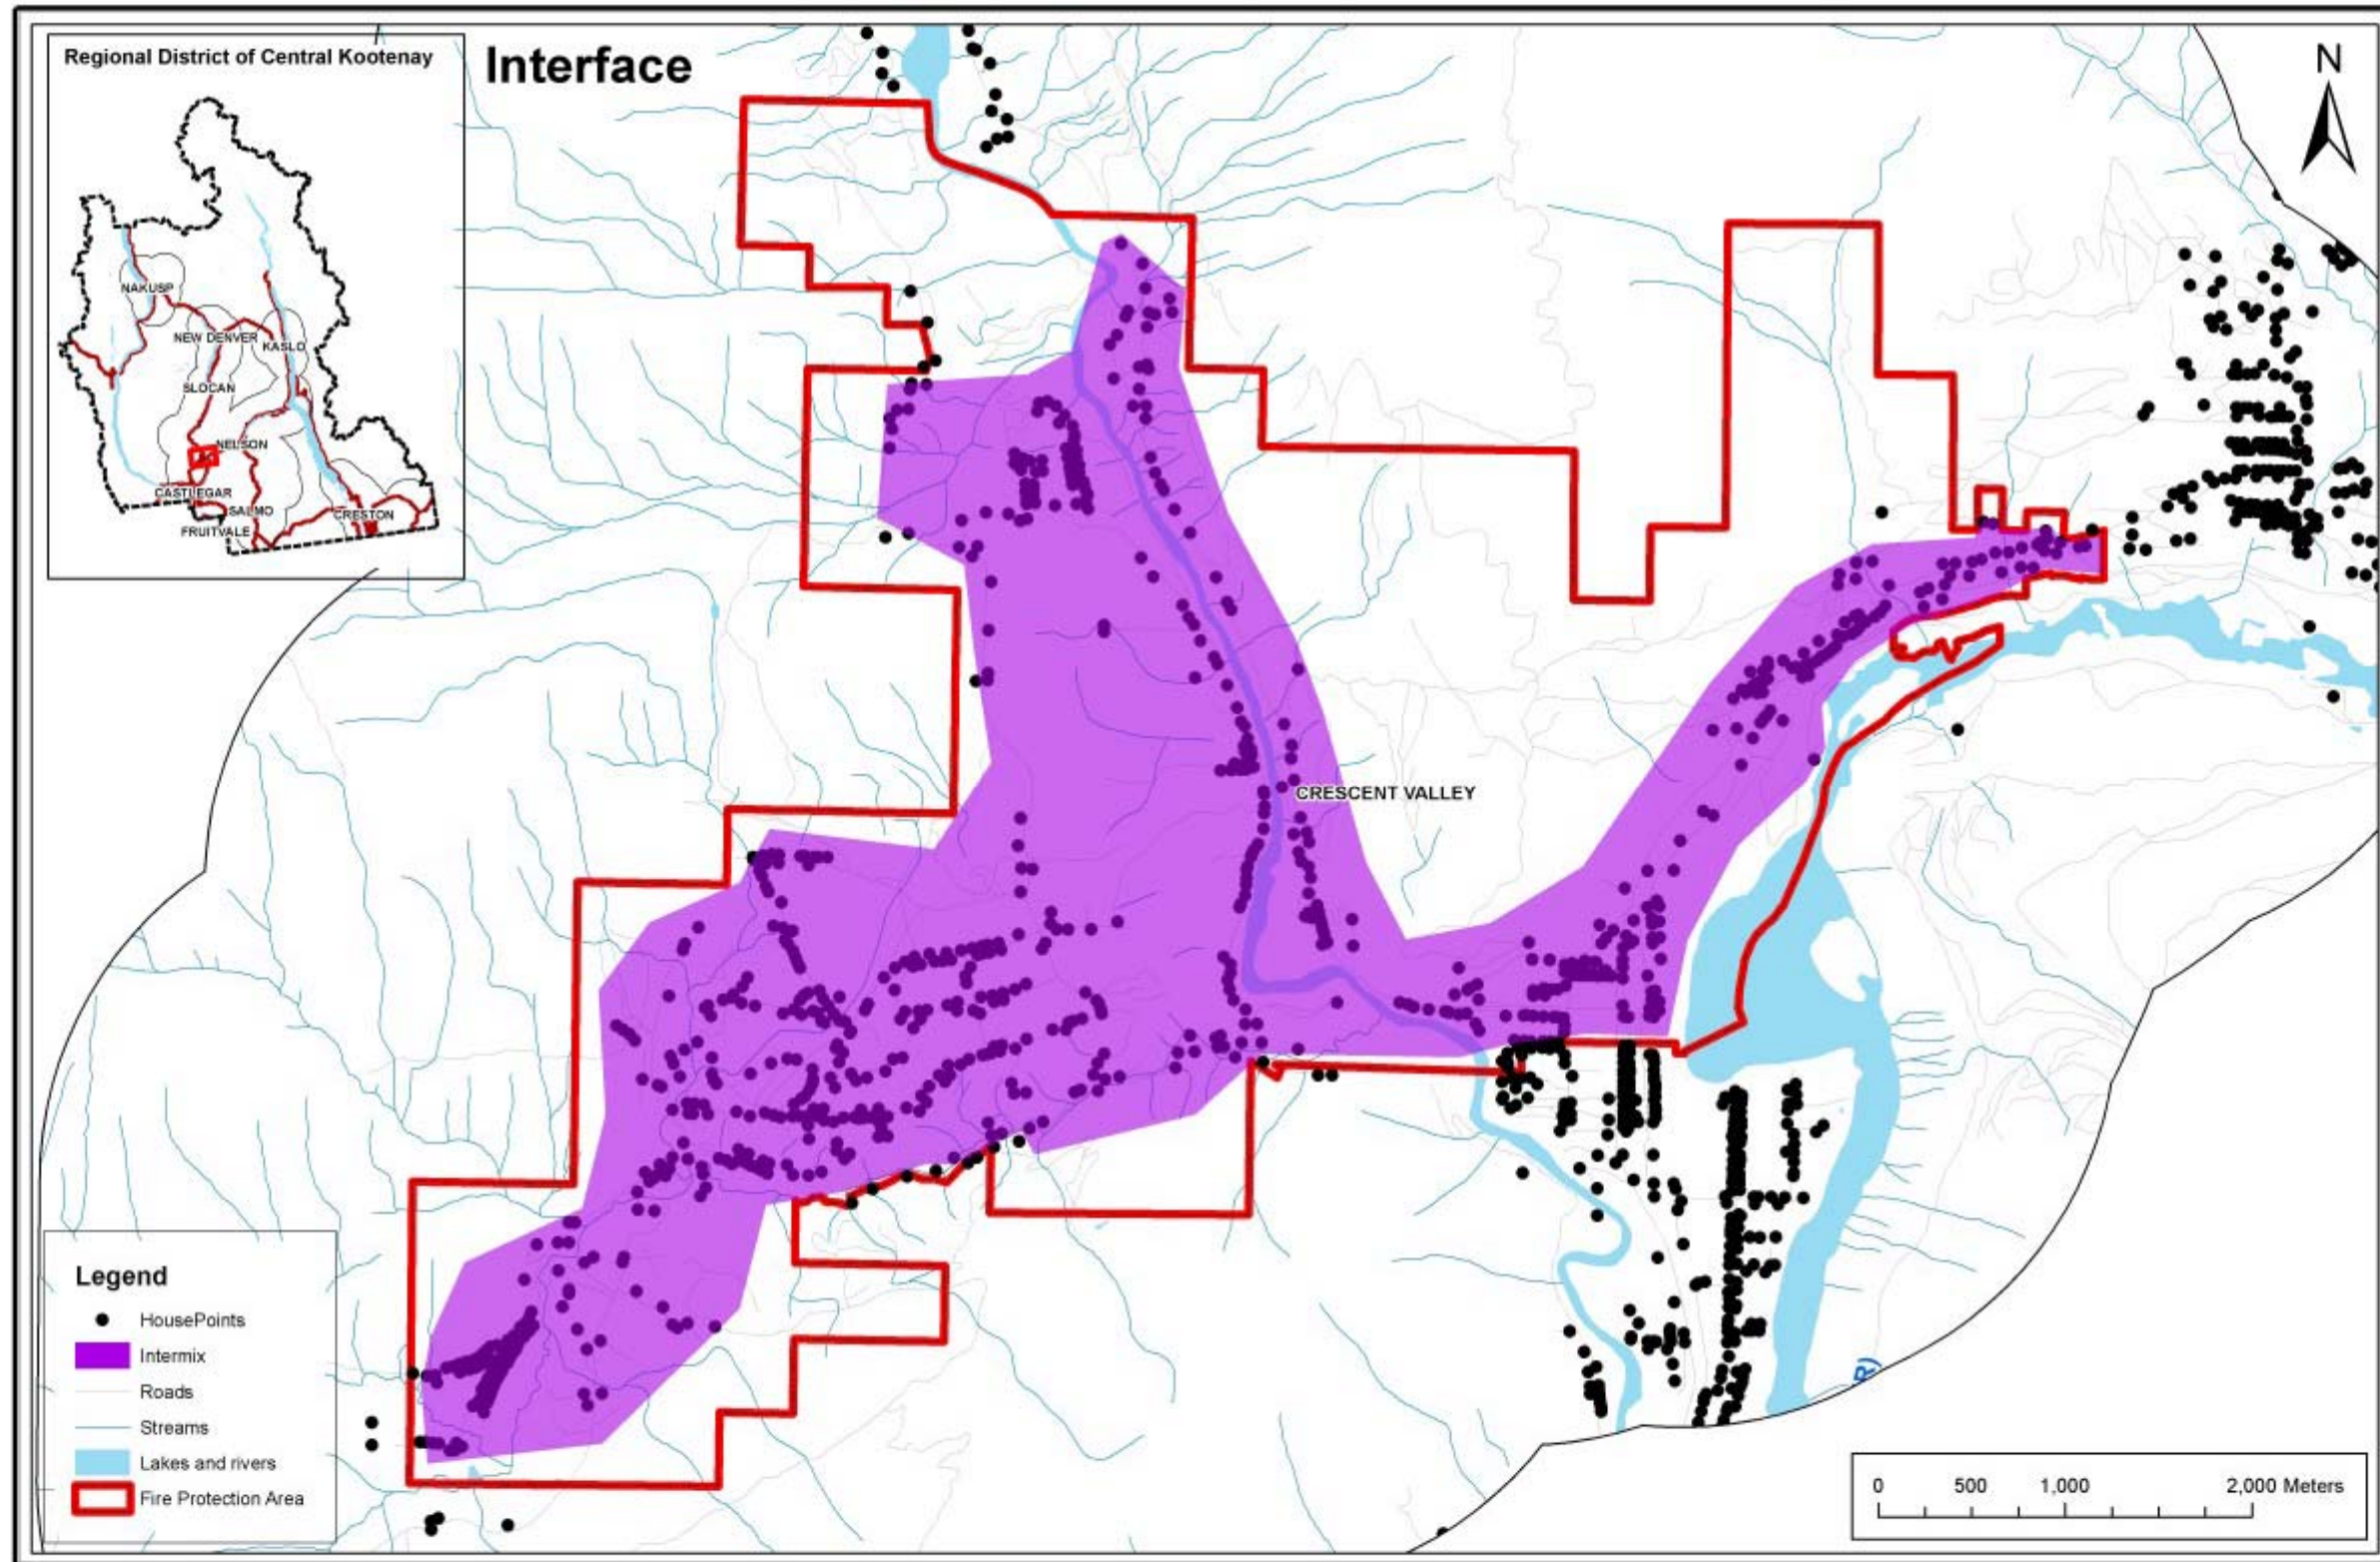 Regional District of Central Kootenay
Interface
N
NAKUSP
NEW DENVER
KASLO
SLOCAN
NELSON
CASTLEGAR
SALMO
CRESTON
FRUITVALE
CRESCENT VALLEY
R)
Legend
HousePoints
Intermix
Roads
Streams
Lakes and rivers
Fire Protection Area
0 500 1,000 2,000 Meters